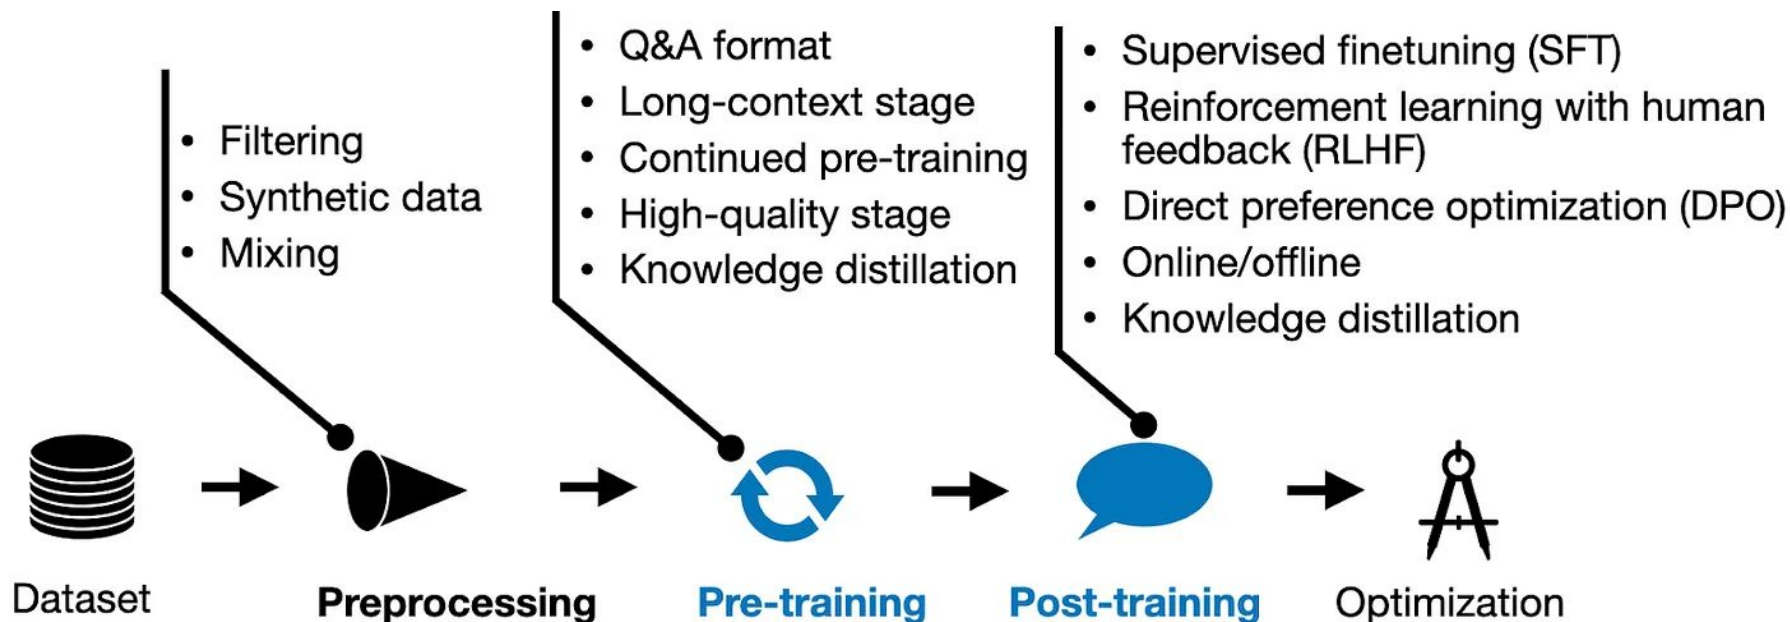 • Filtering
• Synthetic data
• Mixing
• Q&A format
• Long-context stage
• Continued pre-training
• High-quality stage
• Knowledge distillation
• Supervised finetuning (SFT)
• Reinforcement learning with human
feedback (RLHF)
• Direct preference optimization (DPO)
• Online/offline
• Knowledge distillation
Dataset
Preprocessing
Pre-training
Post-training
Optimization